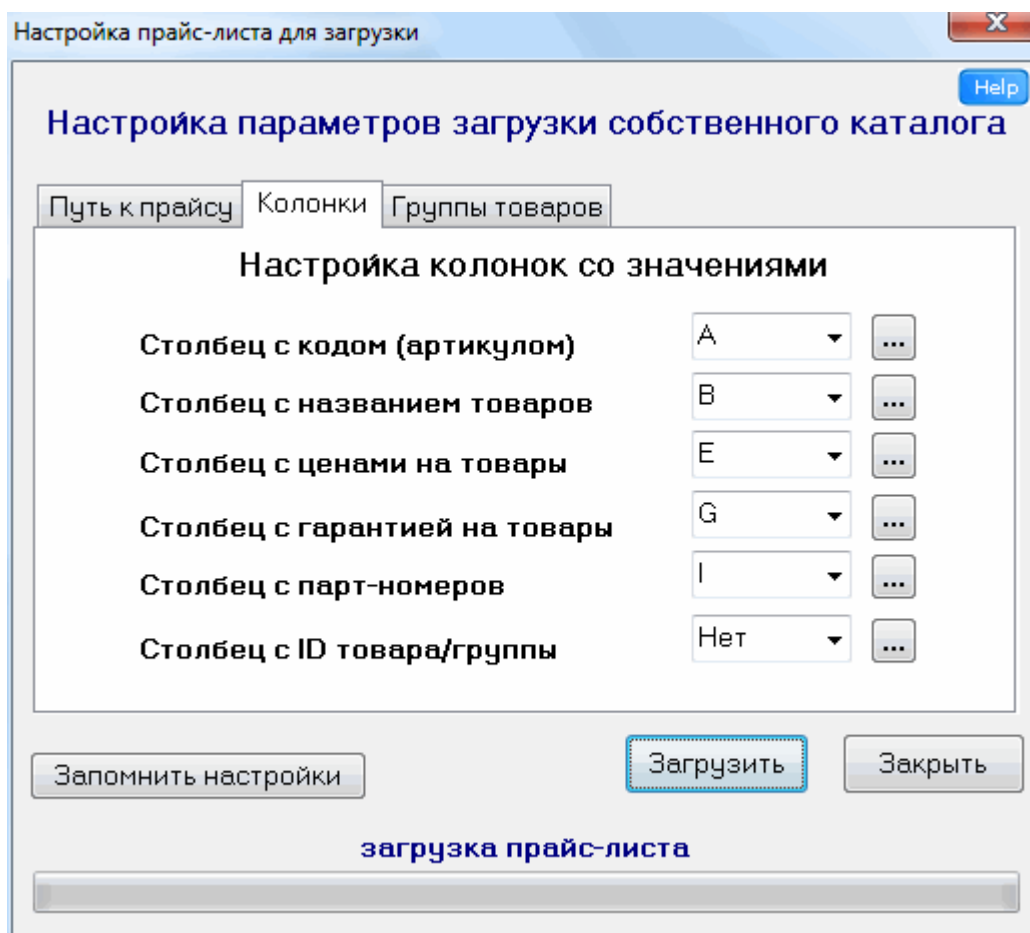 Настройка прайс-листа для загрузки
X
Help
Настройка параметров загрузки собственного каталога
Путь к прайсу Колонки Группы товаров
Настройка колонок со значениями
Столбец с кодом (артикулом) A ...
Столбец с названием товаров B ...
Столбец с ценами на товары E ...
Столбец с гарантией на товары G ...
Столбец с парт-номеров I ...
Столбец с ID товара/группы Нет ...
Запомнить настройки Загрузить Закрыть
загрузка прайс-листа